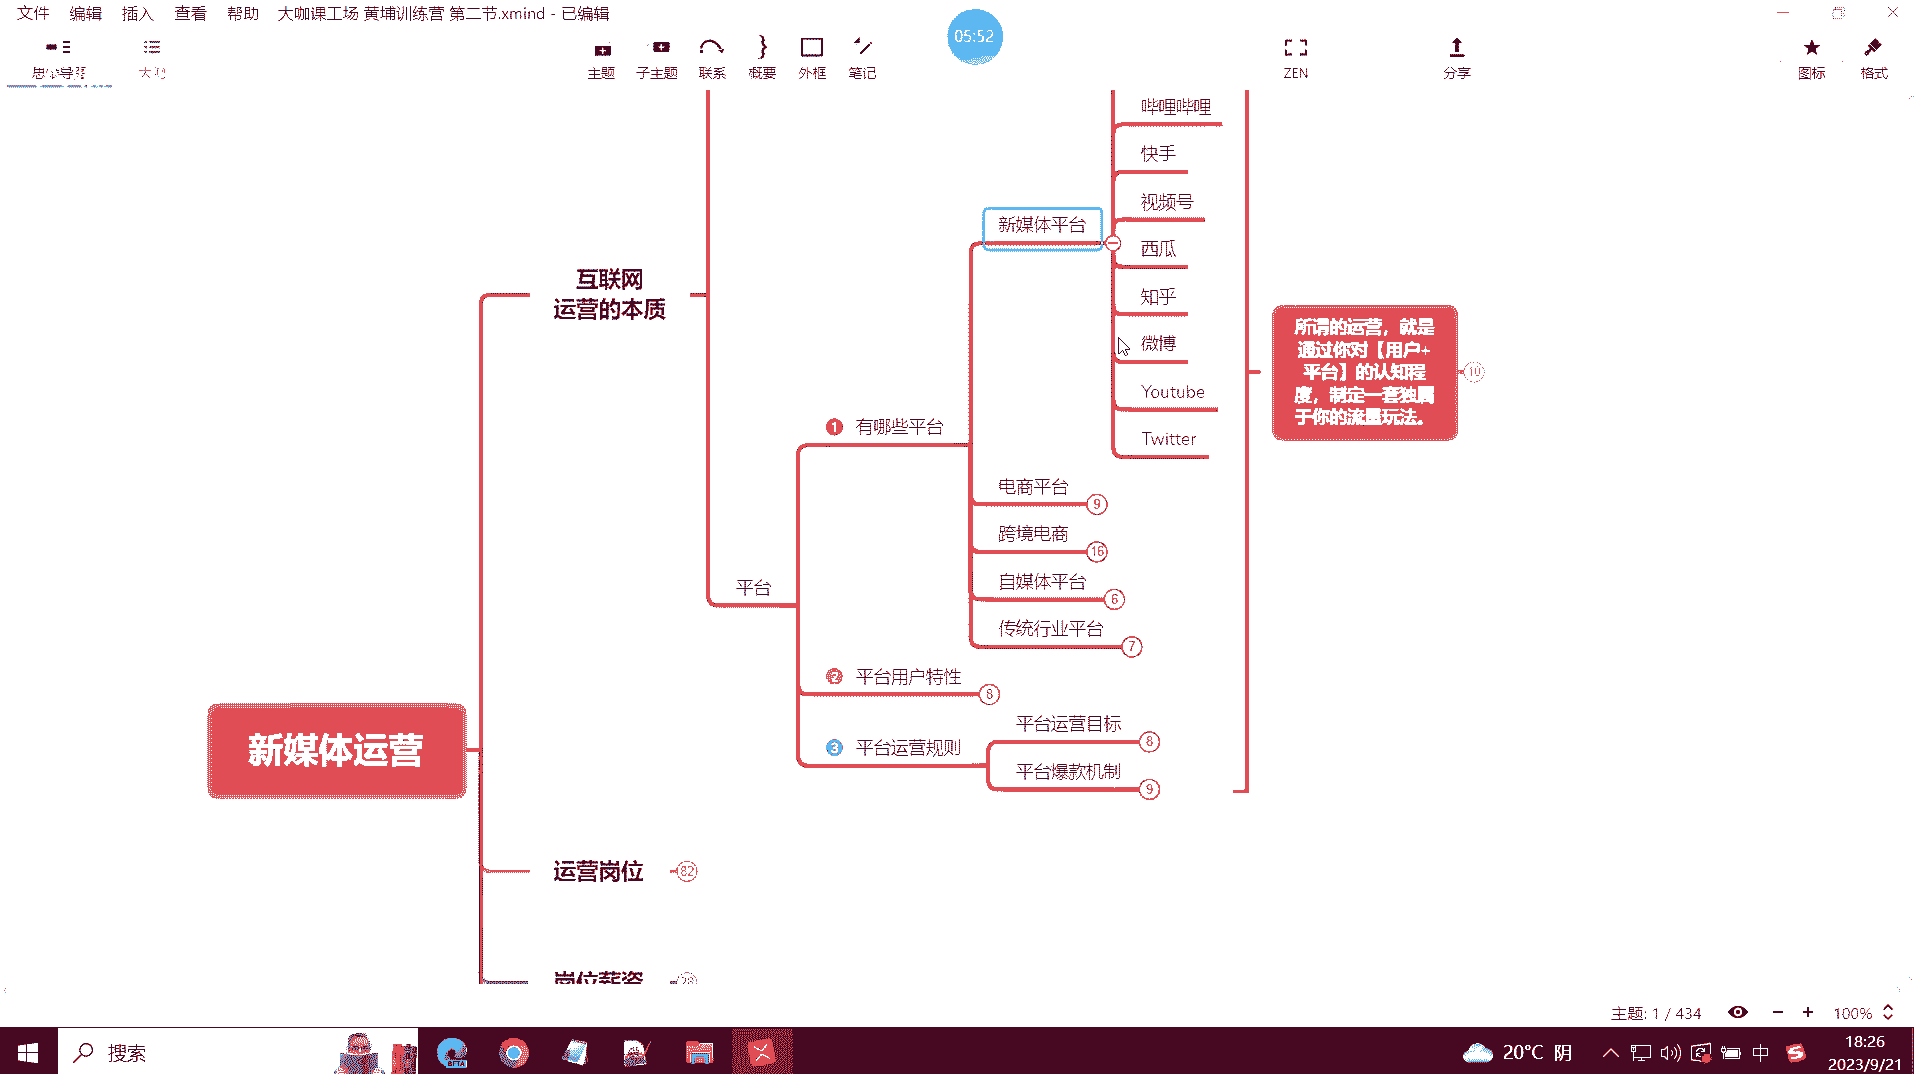 文件 编辑 插入 查看 帮助 大咖课工场 黄埔训练营 第二节.xmind - 已编辑
05:52
思维导图 大纲 主题 子主题 联系 概要 外框 笔记 ZEN 分享 图标 格式
哔哩哔哩
快手
视频号
新媒体平台
西瓜
互联网
运营的本质
知乎
微博
Youtube
Twitter
所谓的运营，就是
通过你对【用户+
平台】的认知程
度，制定一套独属
于你的流量玩法。
10
1 有哪些平台
电商平台 9
跨境电商 16
自媒体平台 6
传统行业平台 7
平台
2 平台用户特性 8
平台运营目标 8
3 平台运营规则
平台爆款机制 9
新媒体运营
运营岗位 82
岗位薪资
主题: 1 / 434 100%
搜索
BETA
20°C 阴
中
18:26
2023/9/21